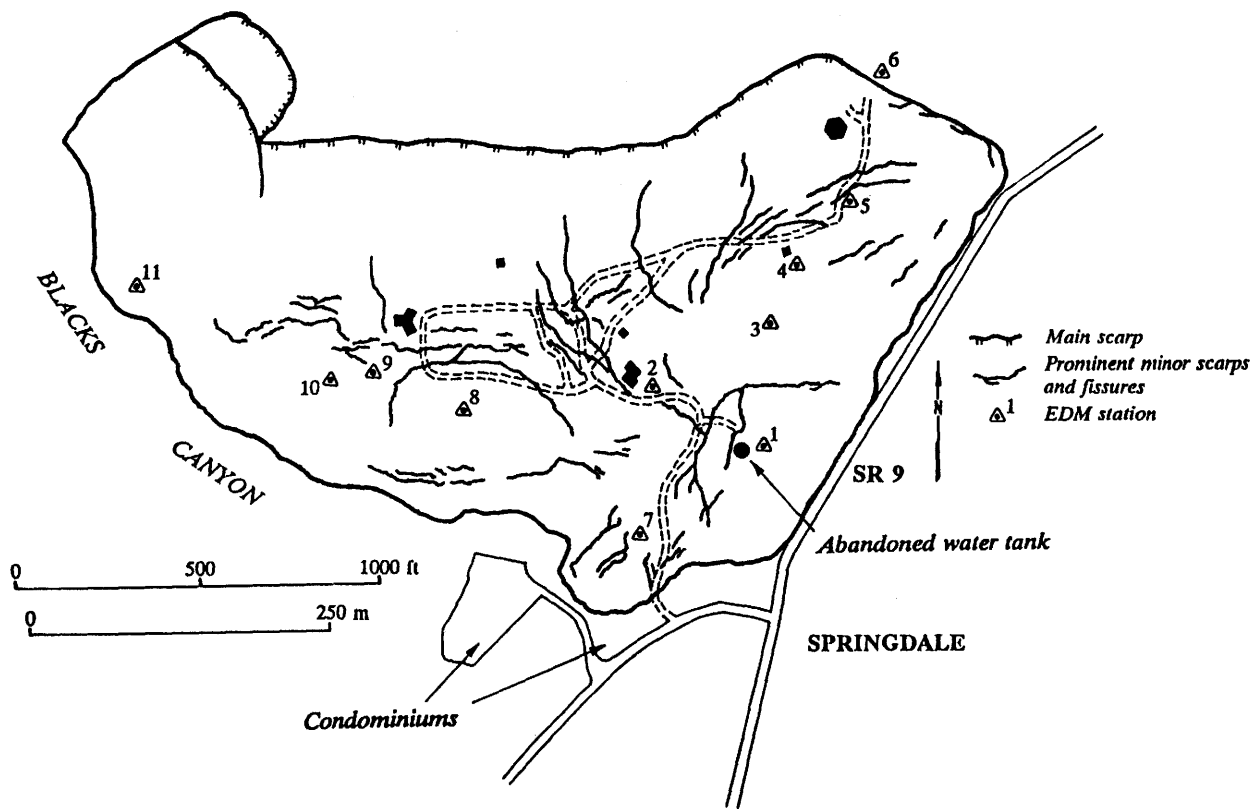 6
5
4
11
BLACKS
3
10
9
8
2
1
CANYON
7
N
Main scarp
Prominent minor scarps
and fissures
1
EDM station
SR 9
Abandoned water tank
0
500
1000 ft
0
250 m
SPRINGDALE
Condominiums